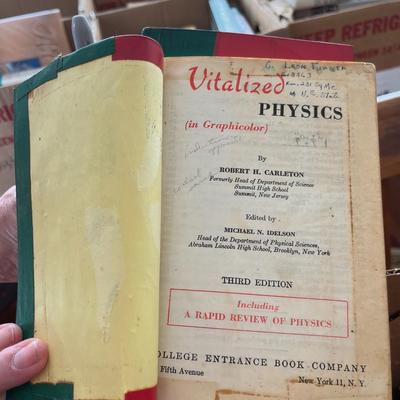 EEP REFRIG
Vitalized
PHYSICS
(in Graphicolor)
By
ROBERT H. CARLETON
Formerly Head of Department of Science
Summit High School
Summit, New Jersey
Edited by
MICHAEL N. IDELSON
Head of the Department of Physical Sciences,
Abraham Lincoln High School, Brooklyn, New York
THIRD EDITION
Including
A RAPID REVIEW OF PHYSICS
OLLEGE ENTRANCE BOOK COMPANY
Fifth Avenue
New York 11, N. Y.